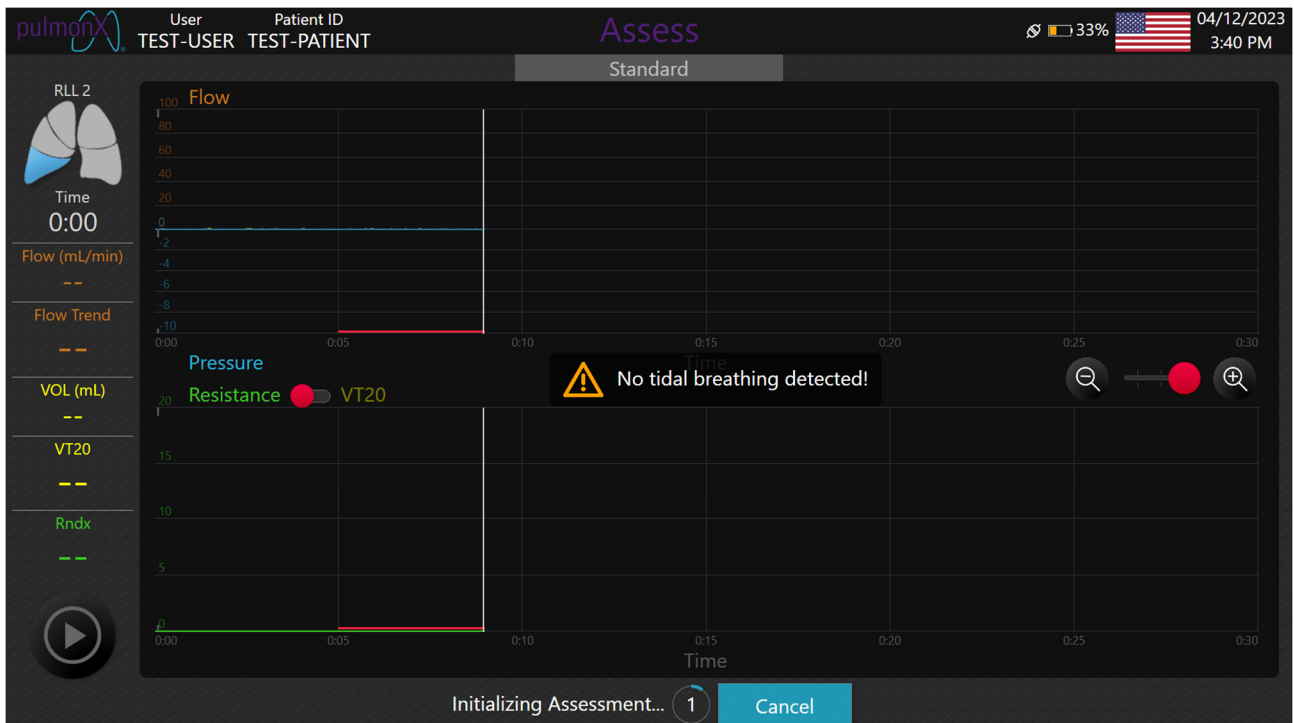 pulmonX®
User
TEST-USER
Patient ID
TEST-PATIENT
Assess
33%
04/12/2023
3:40 PM
Standard
RLL 2
Time
0:00
Flow (mL/min)
--
Flow Trend
--
VOL (mL)
--
VT20
--
Rndx
--
Flow
100
80
60
40
20
0
-2
-4
-6
-8
-10
0:00 0:05 0:10 0:15 0:20 0:25 0:30
Time
Pressure
No tidal breathing detected!
Resistance VT20
20
15
10
5
0
0:00 0:05 0:10 0:15 0:20 0:25 0:30
Time
Initializing Assessment... 1 Cancel